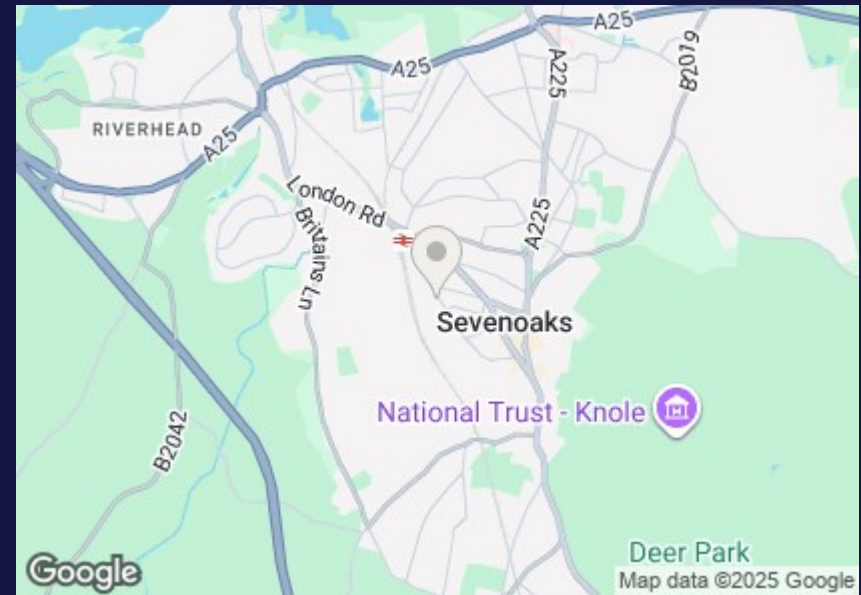 A25
A25
A225
B2019
RIVERHEAD
A25
London Rd
Brittains Ln
A225
Sevenoaks
National Trust - Knole
B2042
Deer Park
Google
Map data ©2025 Google